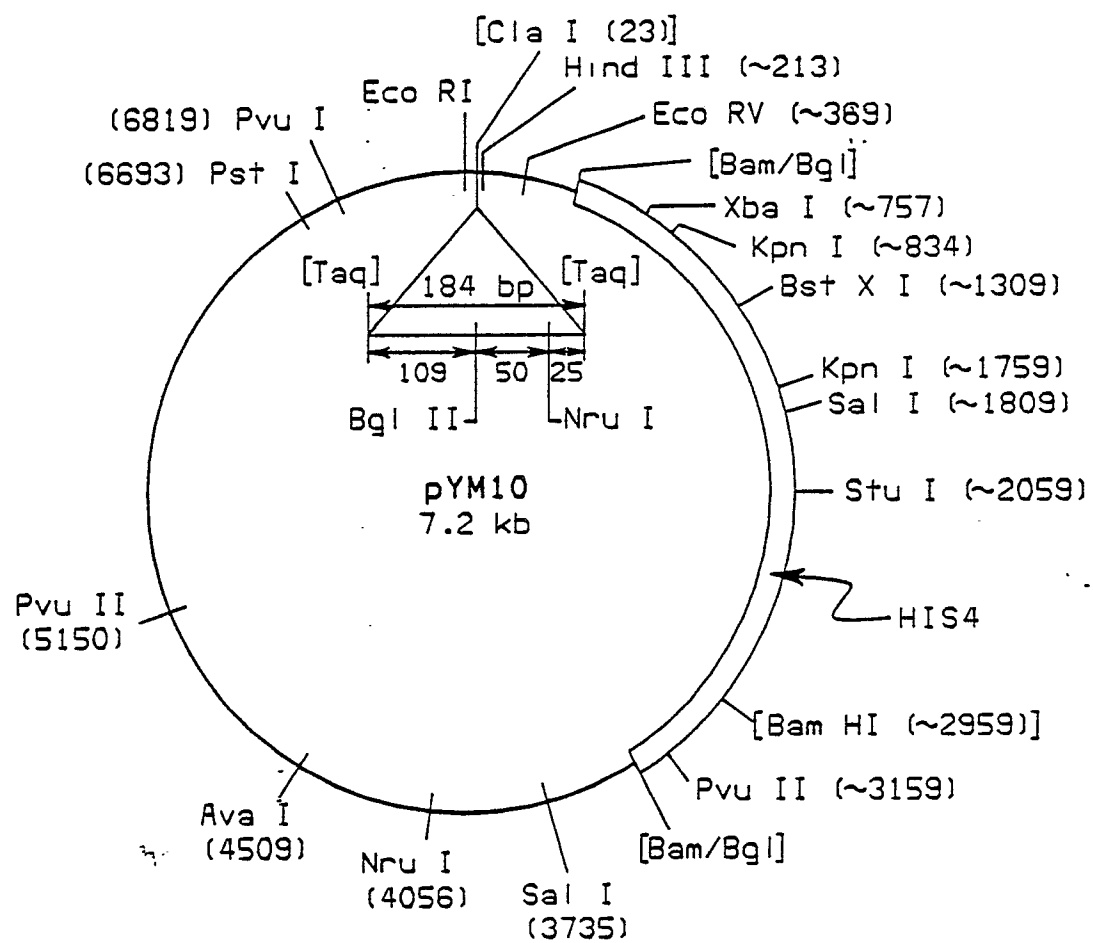 [Cla I (23)]
Hind III (~213)
Eco RI
Eco RV (~369)
(6819) Pvu I
(6693) Pst I
[Bam/Bgl]
Xba I (~757)
Kpn I (~834)
Bst X I (~1309)
[Taq]
[Taq]
184 bp
109
50
25
Bgl II
Nru I
Kpn I (~1759)
Sal I (~1809)
pYM10
7.2 kb
Stu I (~2059)
HIS4
Pvu II
(5150)
[Bam HI (~2959)]
Pvu II (~3159)
[Bam/Bgl]
Ava I
(4509)
Nru I
(4056)
Sal I
(3735)